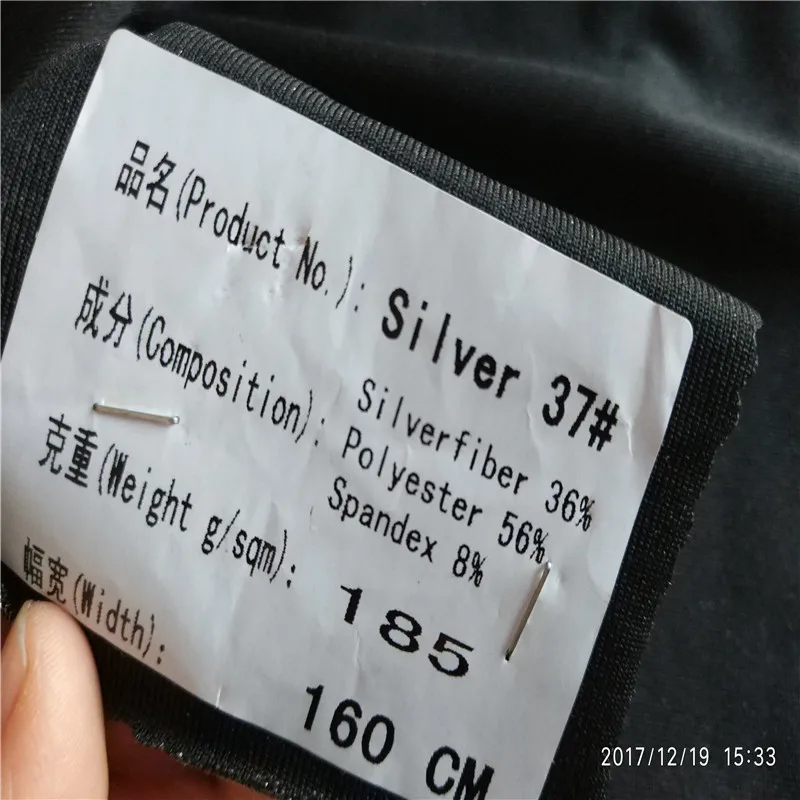 品名(Product No.): Silver 37#
成分(Composition): Silverfiber 36%
Polyester 56%
Spandex 8%
克重(Weight g/sqm): 185
幅宽(Width): 160 CM
2017/12/19 15:33